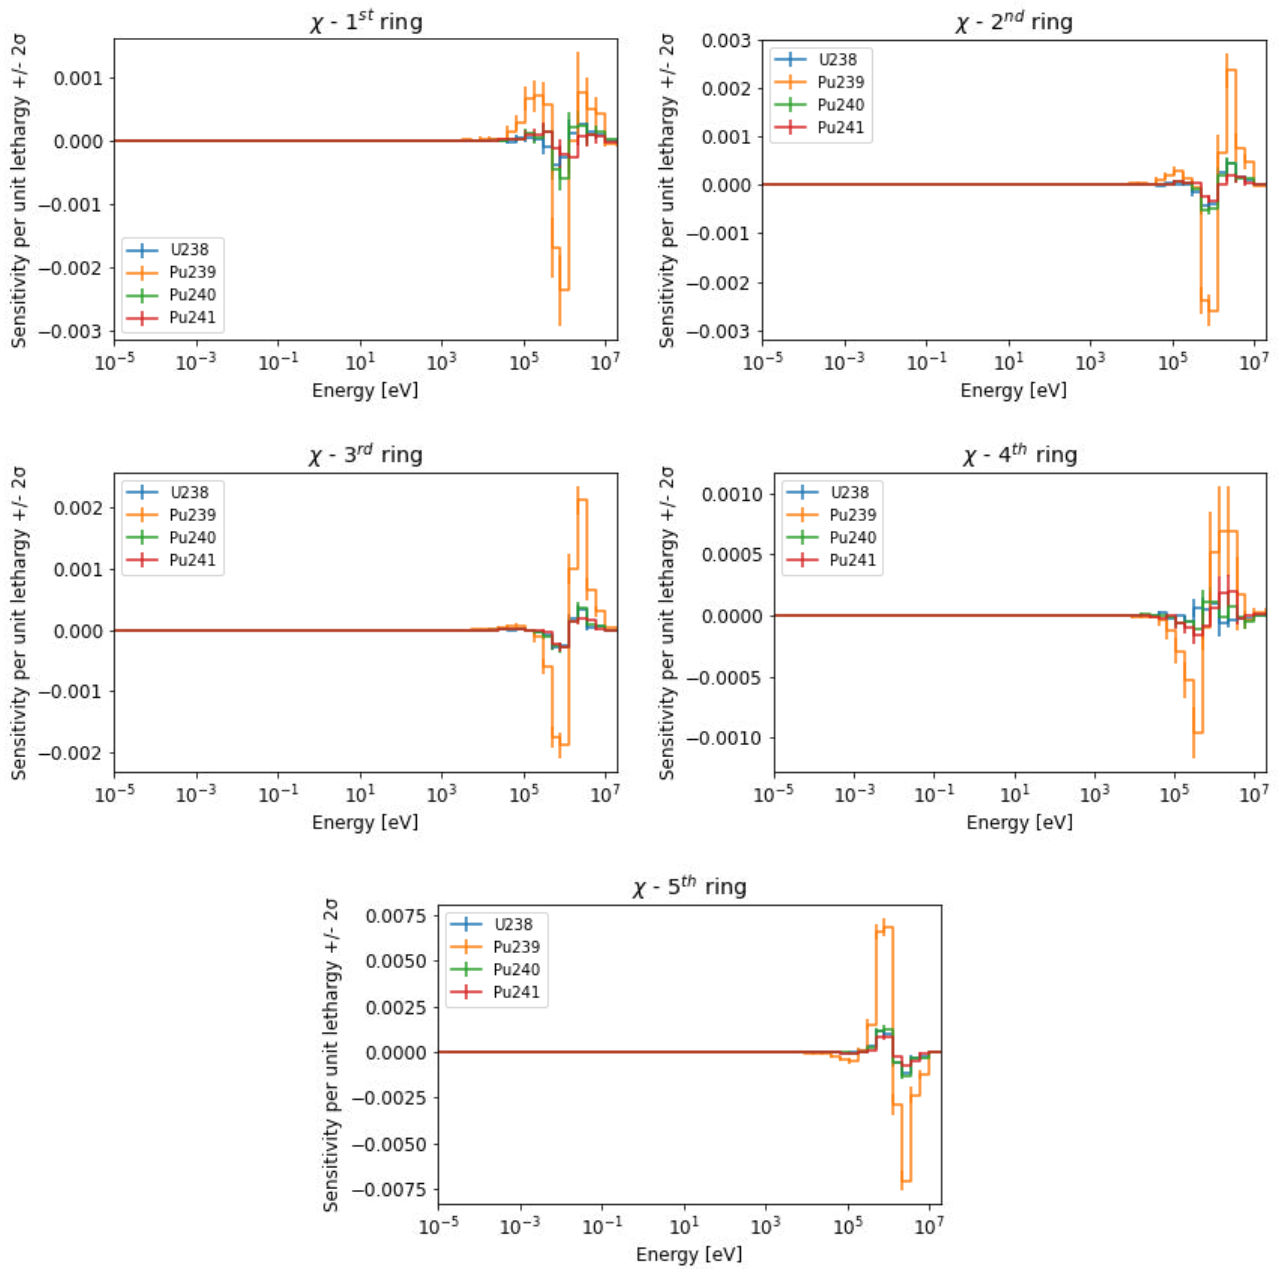 χ - 1st ring
Sensitivity per unit lethargy +/- 2σ
0.001
0.000
−0.001
−0.002
−0.003
U238
Pu239
Pu240
Pu241
10−5 10−3 10−1 101 103 105 107
Energy [eV]
χ - 2nd ring
Sensitivity per unit lethargy +/- 2σ
0.003
0.002
0.001
0.000
−0.001
−0.002
−0.003
U238
Pu239
Pu240
Pu241
10−5 10−3 10−1 101 103 105 107
Energy [eV]
χ - 3rd ring
Sensitivity per unit lethargy +/- 2σ
0.002
0.001
0.000
−0.001
−0.002
U238
Pu239
Pu240
Pu241
10−5 10−3 10−1 101 103 105 107
Energy [eV]
χ - 4th ring
Sensitivity per unit lethargy +/- 2σ
0.0010
0.0005
0.0000
−0.0005
−0.0010
U238
Pu239
Pu240
Pu241
10−5 10−3 10−1 101 103 105 107
Energy [eV]
χ - 5th ring
Sensitivity per unit lethargy +/- 2σ
0.0075
0.0050
0.0025
0.0000
−0.0025
−0.0050
−0.0075
U238
Pu239
Pu240
Pu241
10−5 10−3 10−1 101 103 105 107
Energy [eV]